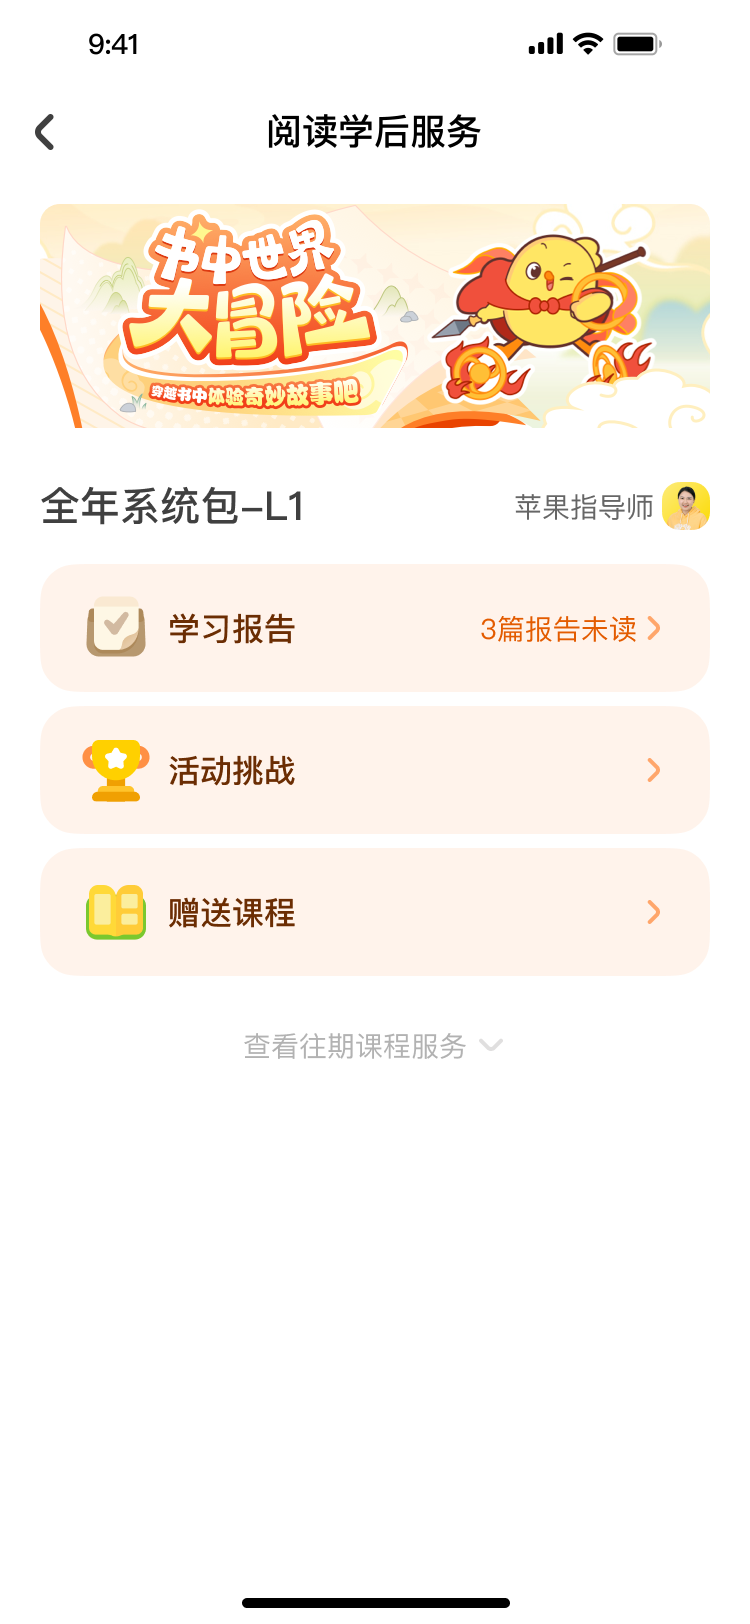 9:41
阅读学后服务
书中世界
大冒险
穿越书中体验奇妙故事吧
全年系统包-L1
苹果指导师
学习报告
3篇报告未读
活动挑战
赠送课程
查看往期课程服务